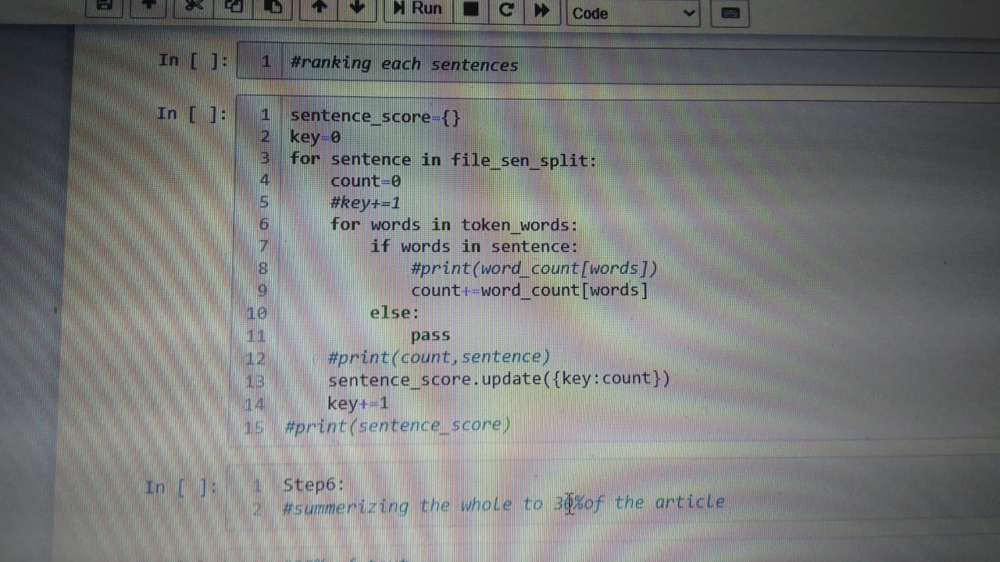 Run
Code
In [ ]:
1 #ranking each sentences
In [ ]:
1 sentence_score={}
2 key=0
3 for sentence in file_sen_split:
4 count=0
5 #key+=1
6 for words in token_words:
7 if words in sentence:
8 #print(word_count[words])
9 count+=word_count[words]
10 else:
11 pass
12 #print(count,sentence)
13 sentence_score.update({key:count})
14 key+=1
15 #print(sentence_score)
In [ ]:
1 Step6:
2 #summerizing the whole to 30%of the article